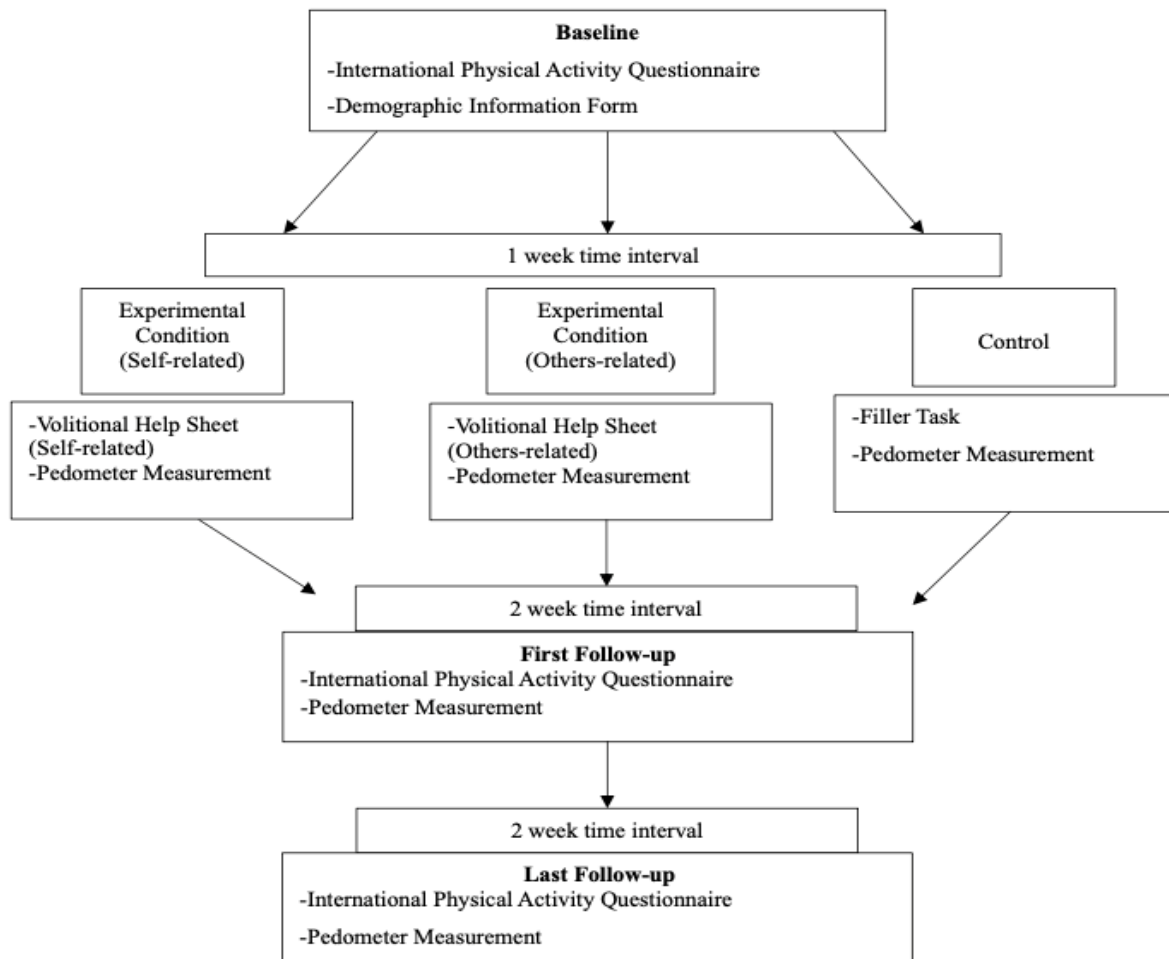 Baseline
-International Physical Activity Questionnaire
-Demographic Information Form
1 week time interval
Experimental
Condition
(Self-related)
Experimental
Condition
(Others-related)
Control
-Volitional Help Sheet
(Self-related)
-Pedometer Measurement
-Volitional Help Sheet
(Others-related)
-Pedometer Measurement
-Filler Task
-Pedometer Measurement
2 week time interval
First Follow-up
-International Physical Activity Questionnaire
-Pedometer Measurement
2 week time interval
Last Follow-up
-International Physical Activity Questionnaire
-Pedometer Measurement